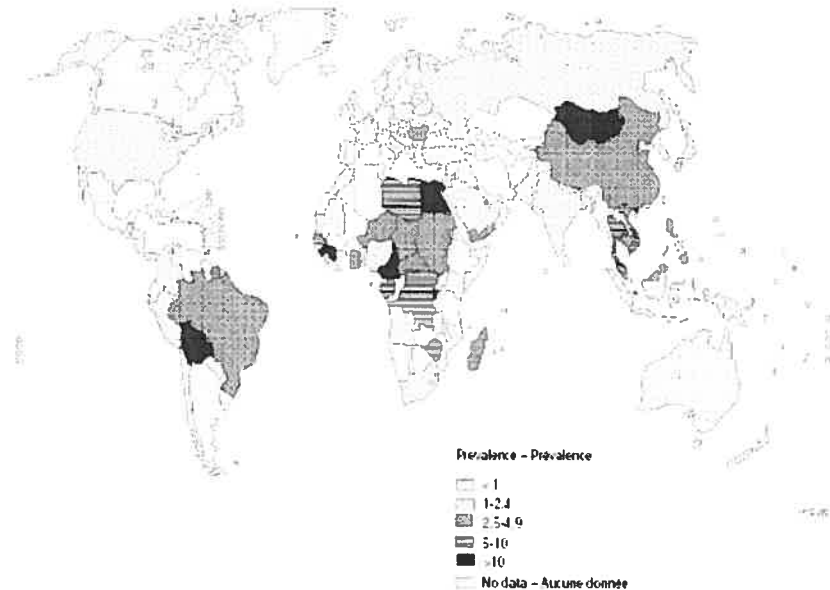 Prevalence – Prévalence
<1
1-2.4
2.5-4.9
5-10
>10
No data – Aucune donnée